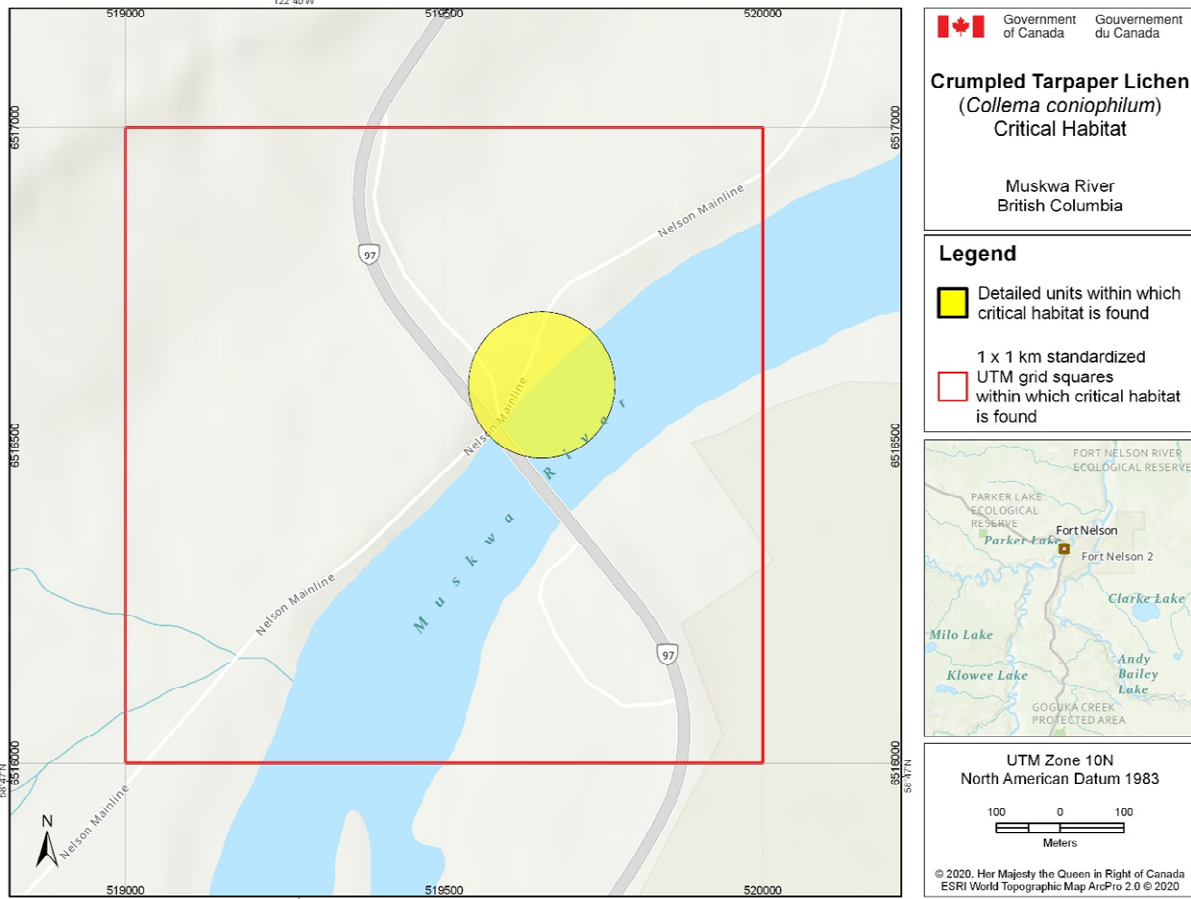 122°40'W
519000
519500
520000
6517000
6517000
Nelson Mainline
97
Nelson Mainline
Muskwa River
6516500
6516500
Nelson Mainline
97
6516000
6516000
58°47'N
58°47'N
Nelson Mainline
N
519000
519500
520000
Government of Canada
Gouvernement du Canada
Crumpled Tarpaper Lichen
(Collema coniophilum)
Critical Habitat
Muskwa River
British Columbia
Legend
Detailed units within which
critical habitat is found
1 x 1 km standardized
UTM grid squares
within which critical habitat
is found
FORT NELSON RIVER
ECOLOGICAL RESERVE
PARKER LAKE
ECOLOGICAL
RESERVE
Fort Nelson
Parker Lake
Fort Nelson 2
Clarke Lake
Milo Lake
Andy
Bailey
Lake
Klowee Lake
GOGUKA CREEK
PROTECTED AREA
UTM Zone 10N
North American Datum 1983
100 0 100
Meters
© 2020. Her Majesty the Queen in Right of Canada
ESRI World Topographic Map ArcPro 2.0 © 2020